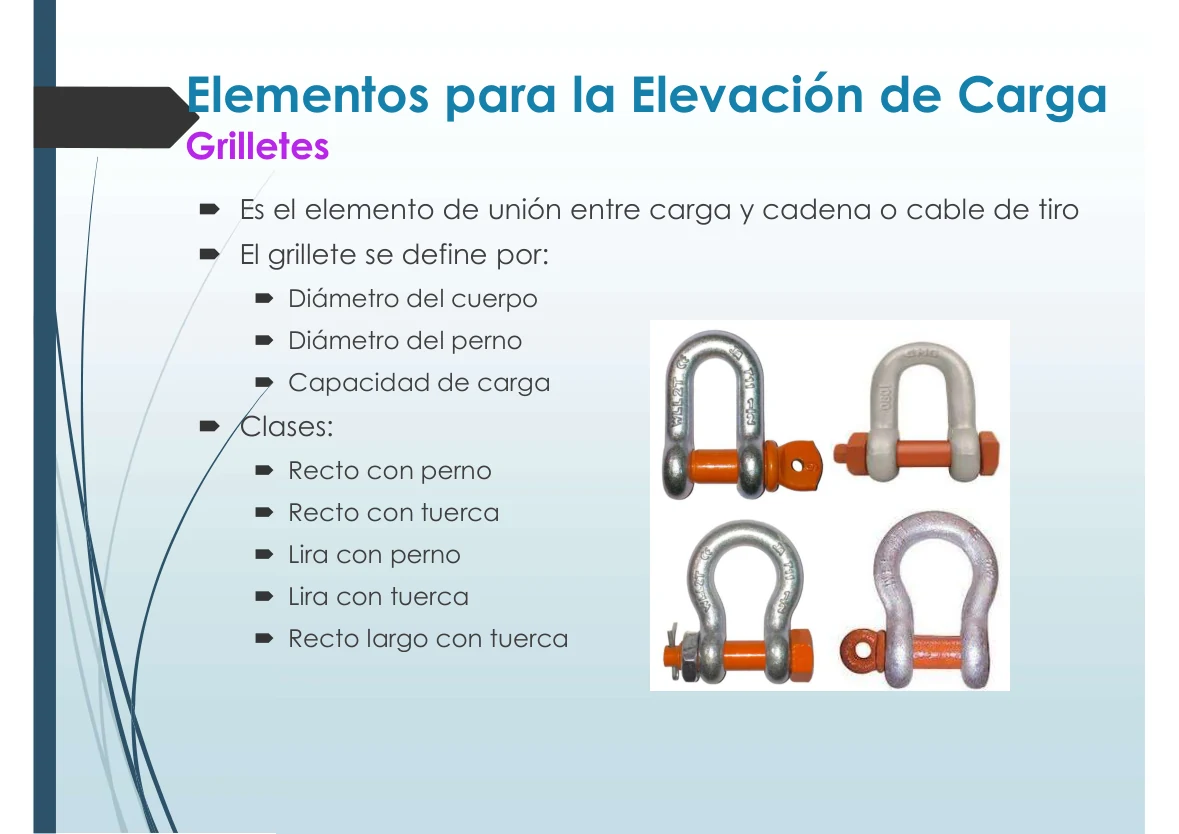 Elementos para la Elevación de Carga
Grilletes
Es el elemento de unión entre carga y cadena o cable de tiro
El grillete se define por:
Diámetro del cuerpo
Diámetro del perno
Capacidad de carga
Clases:
Recto con perno
Recto con tuerca
Lira con perno
Lira con tuerca
Recto largo con tuerca
WLL 2T